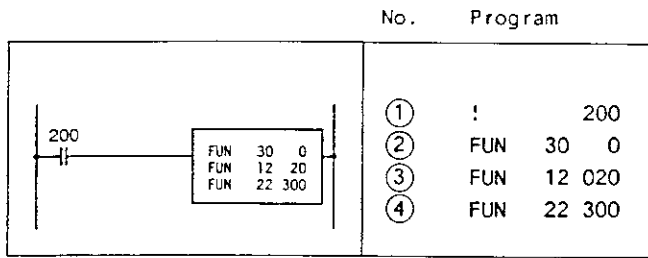 No. Program
200
FUN 30 0
FUN 12 20
FUN 22 300
① ! 200
② FUN 30 0
③ FUN 12 020
④ FUN 22 300